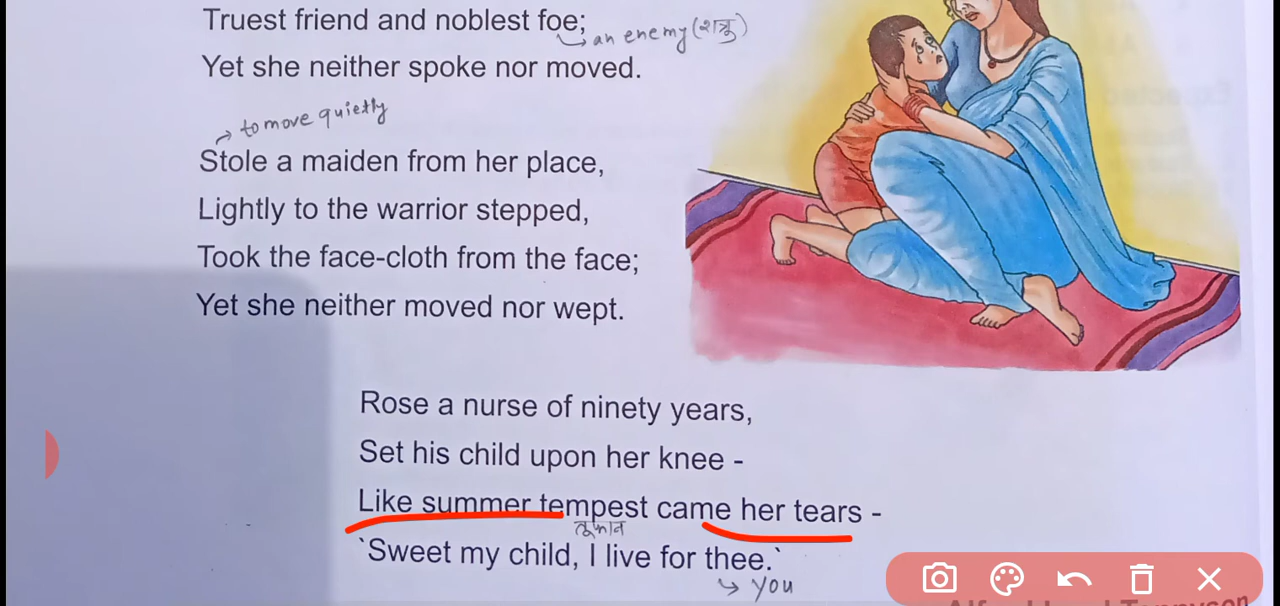 Truest friend and noblest foe;
an enemy (शत्रु)
Yet she neither spoke nor moved.
to move quietly
Stole a maiden from her place,
Lightly to the warrior stepped,
Took the face-cloth from the face;
Yet she neither moved nor wept.
Rose a nurse of ninety years,
Set his child upon her knee -
Like summer tempest came her tears -
तूफान
`Sweet my child, I live for thee.`
you